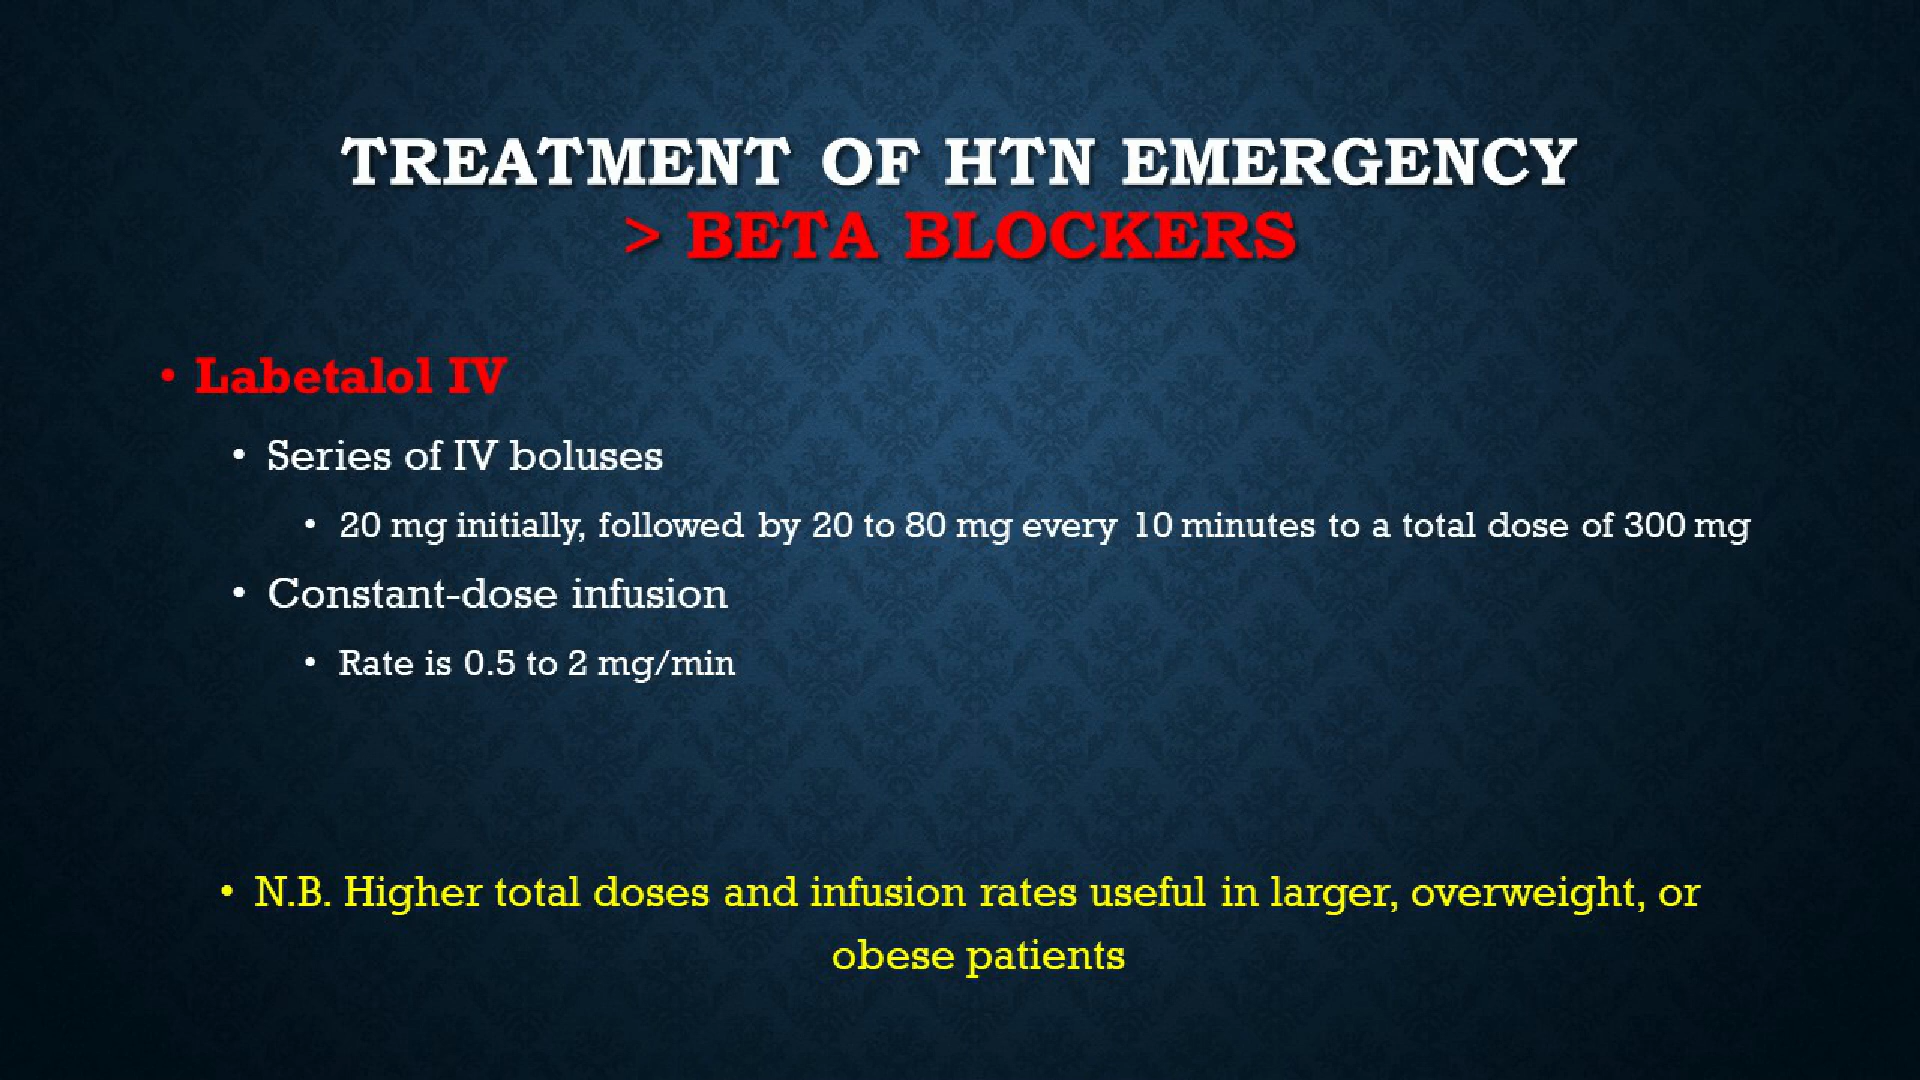 TREATMENT OF HTN EMERGENCY
> BETA BLOCKERS
• Labetalol IV
• Series of IV boluses
• 20 mg initially, followed by 20 to 80 mg every 10 minutes to a total dose of 300 mg
• Constant-dose infusion
• Rate is 0.5 to 2 mg/min
• N.B. Higher total doses and infusion rates useful in larger, overweight, or
obese patients